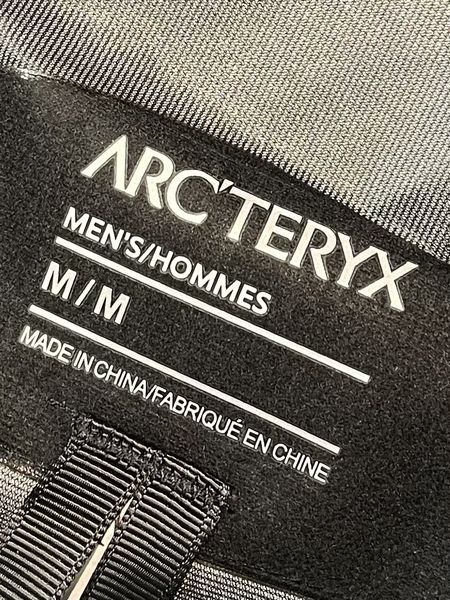 ARC'TERYX
MEN'S/HOMMES
M/M
MADE IN CHINA/FABRIQUÉ EN CHINE